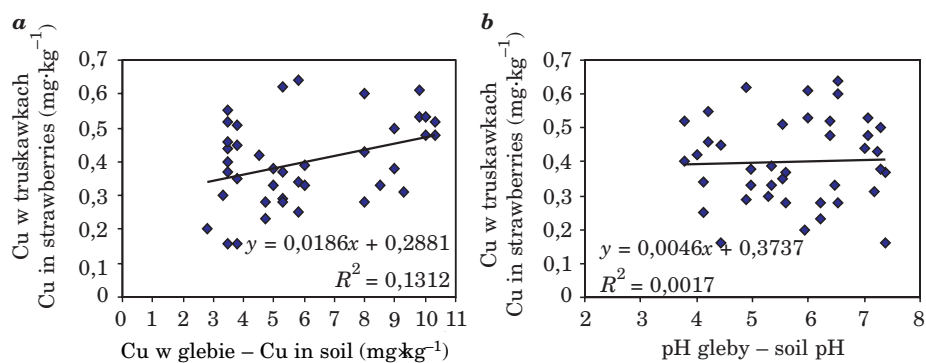 a
Cu w truskawkach
Cu in strawberries (mg·kg⁻¹)
0,7
0,6
0,5
0,4
0,3
0,2
0,1
0
y = 0,0186x + 0,2881
R² = 0,1312
0 1 2 3 4 5 6 7 8 9 10 11
Cu w glebie – Cu in soil (mg·kg⁻¹)
b
Cu w truskawkach
Cu in strawberries (mg·kg⁻¹)
0,7
0,6
0,5
0,4
0,3
0,2
0,1
0
y = 0,0046x + 0,3737
R² = 0,0017
2 3 4 5 6 7 8
pH gleby – soil pH